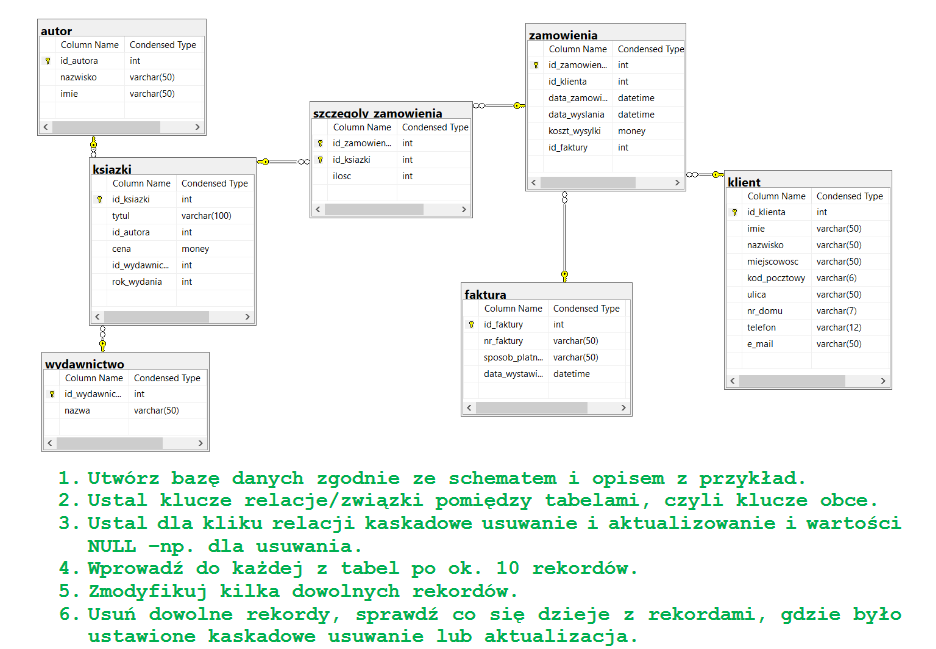 autor
Column Name Condensed Type
id_autora int
nazwisko varchar(50)
imie varchar(50)
zamowienia
Column Name Condensed Type
id_zamowien... int
id_klienta int
data_zamowi... datetime
data_wyslania datetime
koszt_wysylki money
id_faktury int
szczegoly_zamowienia
Column Name Condensed Type
id_zamowien... int
id_ksiazki int
ilosc int
ksiazki
Column Name Condensed Type
id_ksiazki int
tytul varchar(100)
id_autora int
cena money
id_wydawnic... int
rok_wydania int
klient
Column Name Condensed Type
id_klienta int
imie varchar(50)
nazwisko varchar(50)
miejscowosc varchar(50)
kod_pocztowy varchar(6)
ulica varchar(50)
nr_domu varchar(7)
telefon varchar(12)
e_mail varchar(50)
faktura
Column Name Condensed Type
id_faktury int
nr_faktury varchar(50)
sposob_platn... varchar(50)
data_wystawi... datetime
wydawnictwo
Column Name Condensed Type
id_wydawnic... int
nazwa varchar(50)
1. Utwórz bazę danych zgodnie ze schematem i opisem z przykład.
2. Ustal klucze relacje/związki pomiędzy tabelami, czyli klucze obce.
3. Ustal dla kliku relacji kaskadowe usuwanie i aktualizowanie i wartości
NULL –np. dla usuwania.
4. Wprowadź do każdej z tabel po ok. 10 rekordów.
5. Zmodyfikuj kilka dowolnych rekordów.
6. Usuń dowolne rekordy, sprawdź co się dzieje z rekordami, gdzie było
ustawione kaskadowe usuwanie lub aktualizacja.